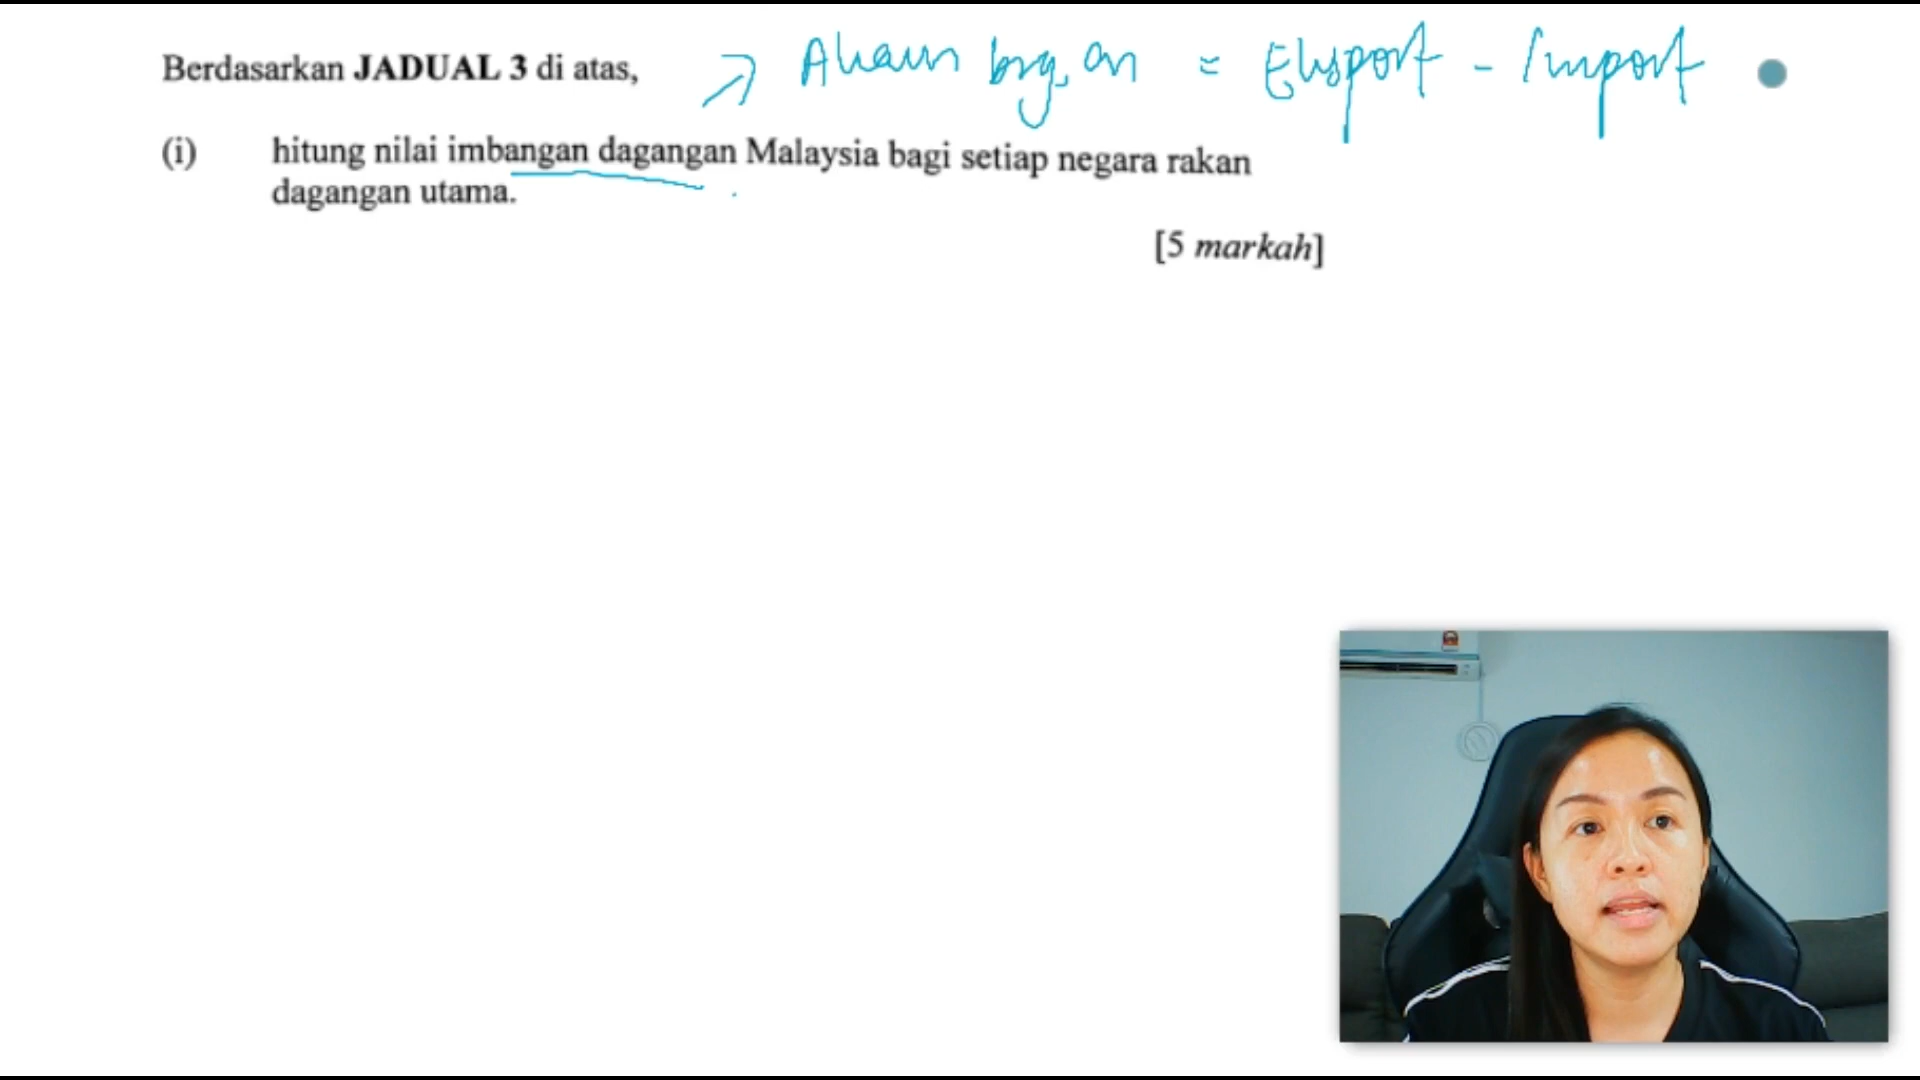 Berdasarkan JADUAL 3 di atas, → Akaun brg. an = Eksport - Import
(i) hitung nilai imbangan dagangan Malaysia bagi setiap negara rakan
dagangan utama.
[5 markah]